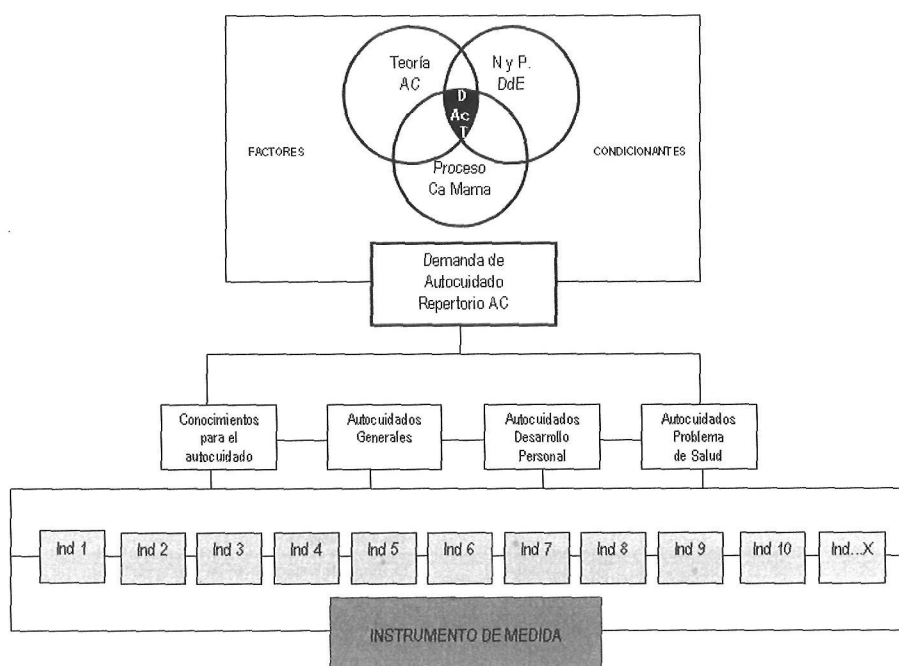 Teoría
AC
N y P.
DdE
D
Ac
T
FACTORES
CONDICIONANTES
Proceso
Ca Mama
Demanda de
Autocuidado
Repertorio AC
Conocimientos
para el
autocuidado
Autocuidados
Generales
Autocuidados
Desarrollo
Personal
Autocuidados
Problema
de Salud
Ind 1
Ind 2
Ind 3
Ind 4
Ind 5
Ind 6
Ind 7
Ind 8
Ind 9
Ind 10
Ind...X
INSTRUMENTO DE MEDIDA